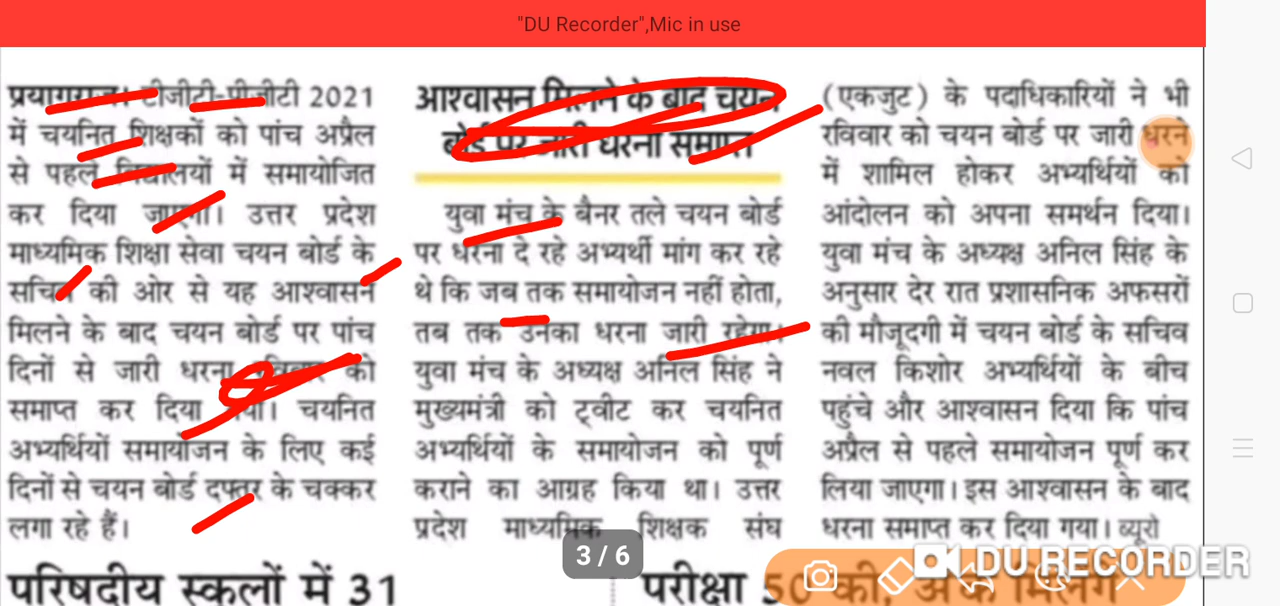 "DU Recorder",Mic in use
प्रयागराज। टीजीटी-पीजीटी 2021
में चयनित शिक्षकों को पांच अप्रैल
से पहले विद्यालयों में समायोजित
कर दिया जाएगा। उत्तर प्रदेश
माध्यमिक शिक्षा सेवा चयन बोर्ड के
सचिव की ओर से यह आश्वासन
मिलने के बाद चयन बोर्ड पर पांच
दिनों से जारी धरना रविवार को
समाप्त कर दिया गया। चयनित
अभ्यर्थियों समायोजन के लिए कई
दिनों से चयन बोर्ड दफ्तर के चक्कर
लगा रहे हैं।
आश्वासन मिलने के बाद चयन
बोर्ड पर जारी धरना समाप्त
युवा मंच के बैनर तले चयन बोर्ड
पर धरना दे रहे अभ्यर्थी मांग कर रहे
थे कि जब तक समायोजन नहीं होता,
तब तक उनका धरना जारी रहेगा।
युवा मंच के अध्यक्ष अनिल सिंह ने
मुख्यमंत्री को ट्वीट कर चयनित
अभ्यर्थियों के समायोजन को पूर्ण
कराने का आग्रह किया था। उत्तर
प्रदेश माध्यमिक शिक्षक संघ
(एकजुट) के पदाधिकारियों ने भी
रविवार को चयन बोर्ड पर जारी धरने
में शामिल होकर अभ्यर्थियों को
आंदोलन को अपना समर्थन दिया।
युवा मंच के अध्यक्ष अनिल सिंह के
अनुसार देर रात प्रशासनिक अफसरों
की मौजूदगी में चयन बोर्ड के सचिव
नवल किशोर अभ्यर्थियों के बीच
पहुंचे और आश्वासन दिया कि पांच
अप्रैल से पहले समायोजन पूर्ण कर
लिया जाएगा। इस आश्वासन के बाद
धरना समाप्त कर दिया गया। ब्यूरो
3 / 6
DU RECORDER
परिषदीय स्कूलों में 31
परीक्षा 50 की, अंक मिलेंगे